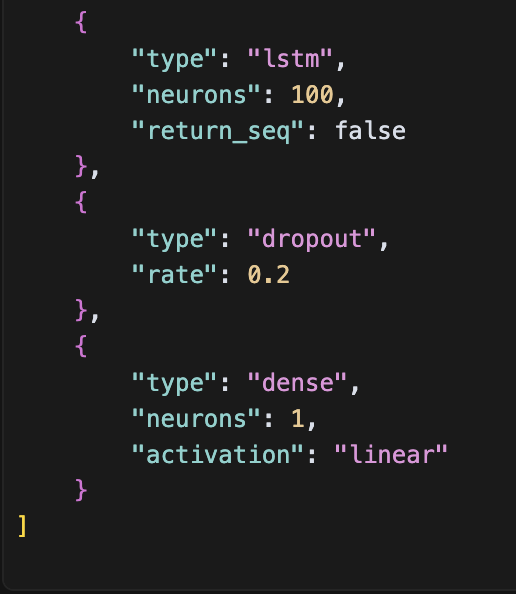 {
"type": "lstm",
"neurons": 100,
"return_seq": false
},
{
"type": "dropout",
"rate": 0.2
},
{
"type": "dense",
"neurons": 1,
"activation": "linear"
}
]